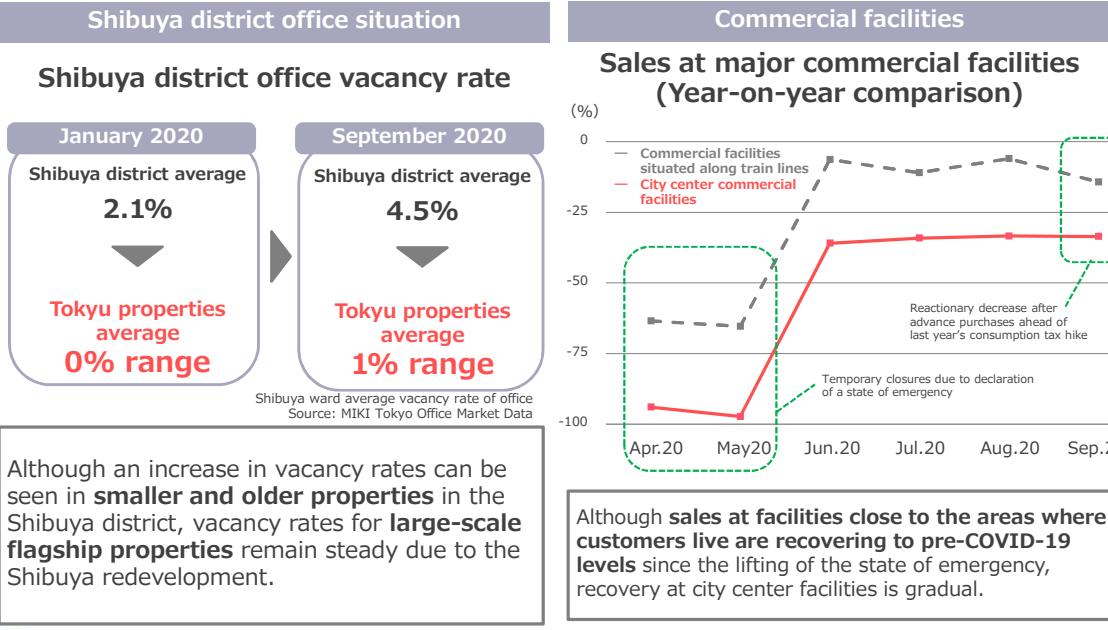 Shibuya district office situation
Shibuya district office vacancy rate
January 2020
Shibuya district average
2.1%
Tokyu properties
average
0% range
September 2020
Shibuya district average
4.5%
Tokyu properties
average
1% range
Shibuya ward average vacancy rate of office
Source: MIKI Tokyo Office Market Data
Although an increase in vacancy rates can be
seen in smaller and older properties in the
Shibuya district, vacancy rates for large-scale
flagship properties remain steady due to the
Shibuya redevelopment.
Commercial facilities
Sales at major commercial facilities
(Year-on-year comparison)
(%)
0
-25
-50
-75
-100
Commercial facilities
situated along train lines
City center commercial
facilities
Reactionary decrease after
advance purchases ahead of
last year's consumption tax hike
Temporary closures due to declaration
of a state of emergency
Apr.20 May20 Jun.20 Jul.20 Aug.20 Sep.2
Although sales at facilities close to the areas where
customers live are recovering to pre-COVID-19
levels since the lifting of the state of emergency,
recovery at city center facilities is gradual.